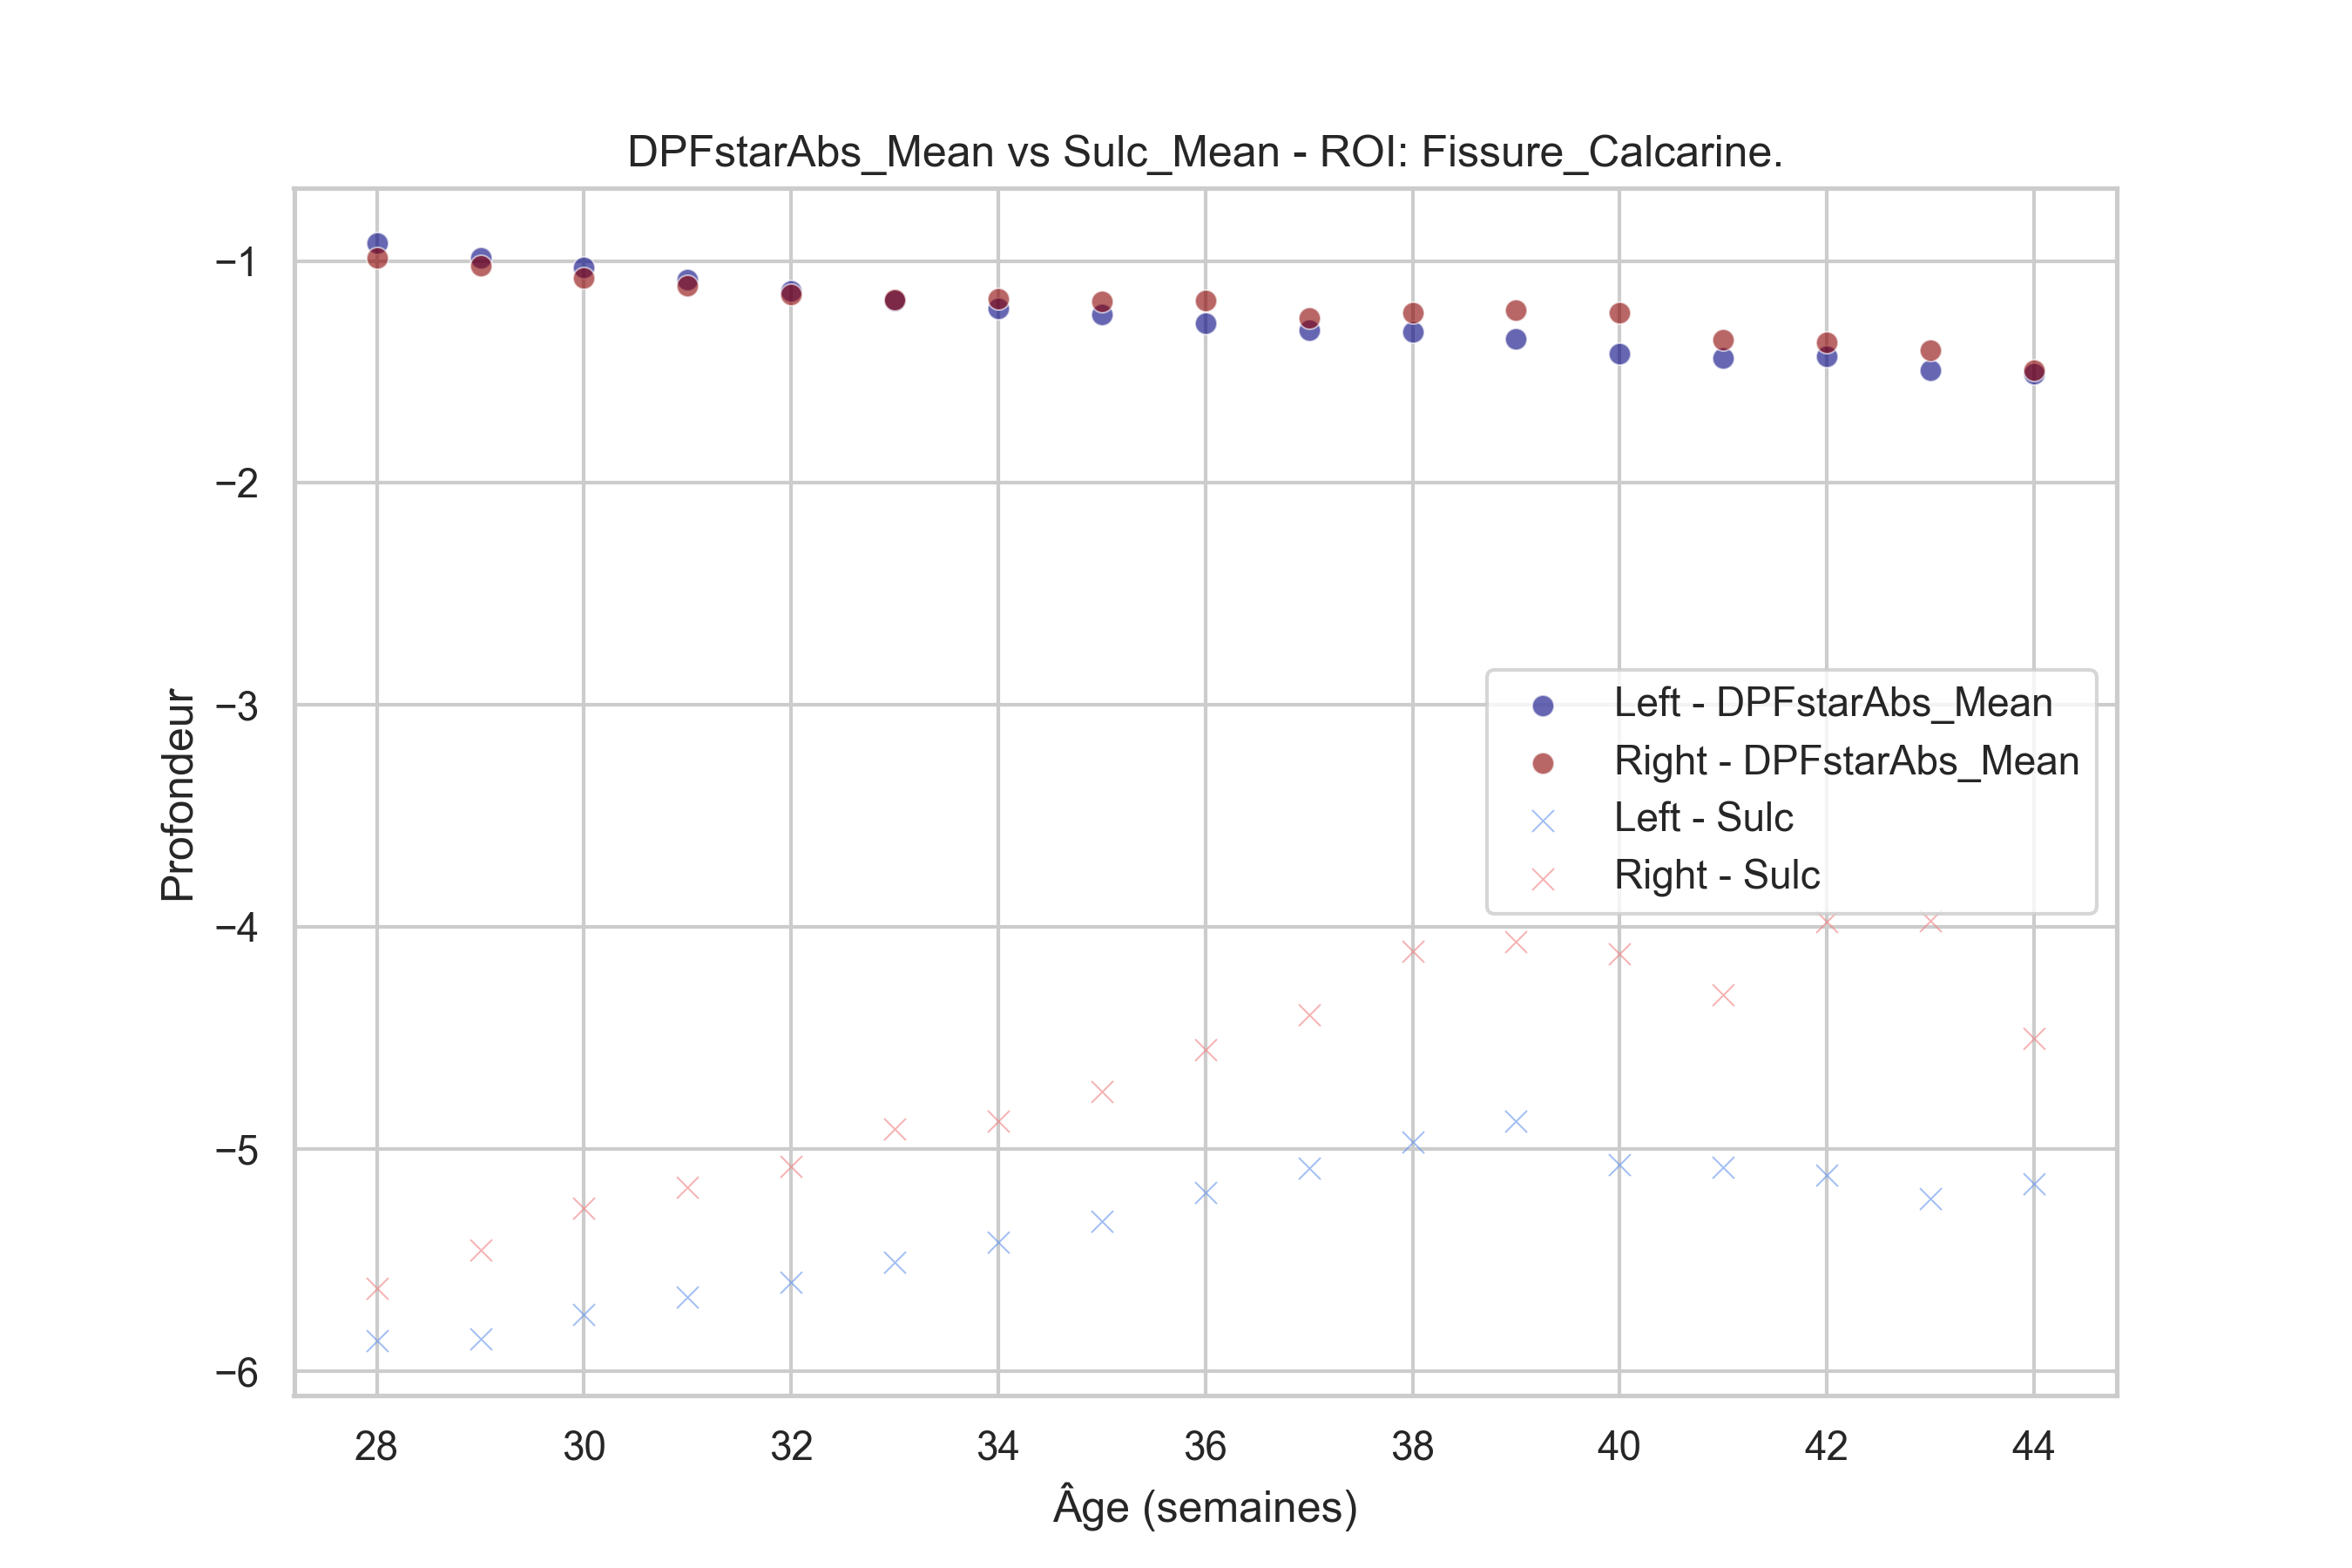 DPFstarAbs_Mean vs Sulc_Mean - ROI: Fissure_Calcarine.
−1
−2
−3
−4
−5
−6
Profondeur
Left - DPFstarAbs_Mean
Right - DPFstarAbs_Mean
Left - Sulc
Right - Sulc
28 30 32 34 36 38 40 42 44
Âge (semaines)